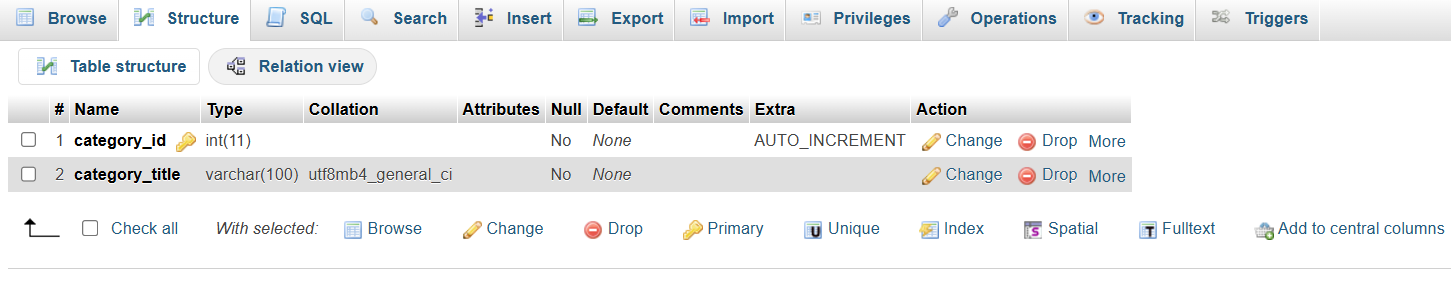 Browse Structure SQL Search Insert Export Import Privileges Operations Tracking Triggers
Table structure Relation view
# Name Type Collation Attributes Null Default Comments Extra Action
1 category_id int(11) No None AUTO_INCREMENT Change Drop More
2 category_title varchar(100) utf8mb4_general_ci No None Change Drop More
Check all With selected: Browse Change Drop Primary Unique Index Spatial Fulltext Add to central columns